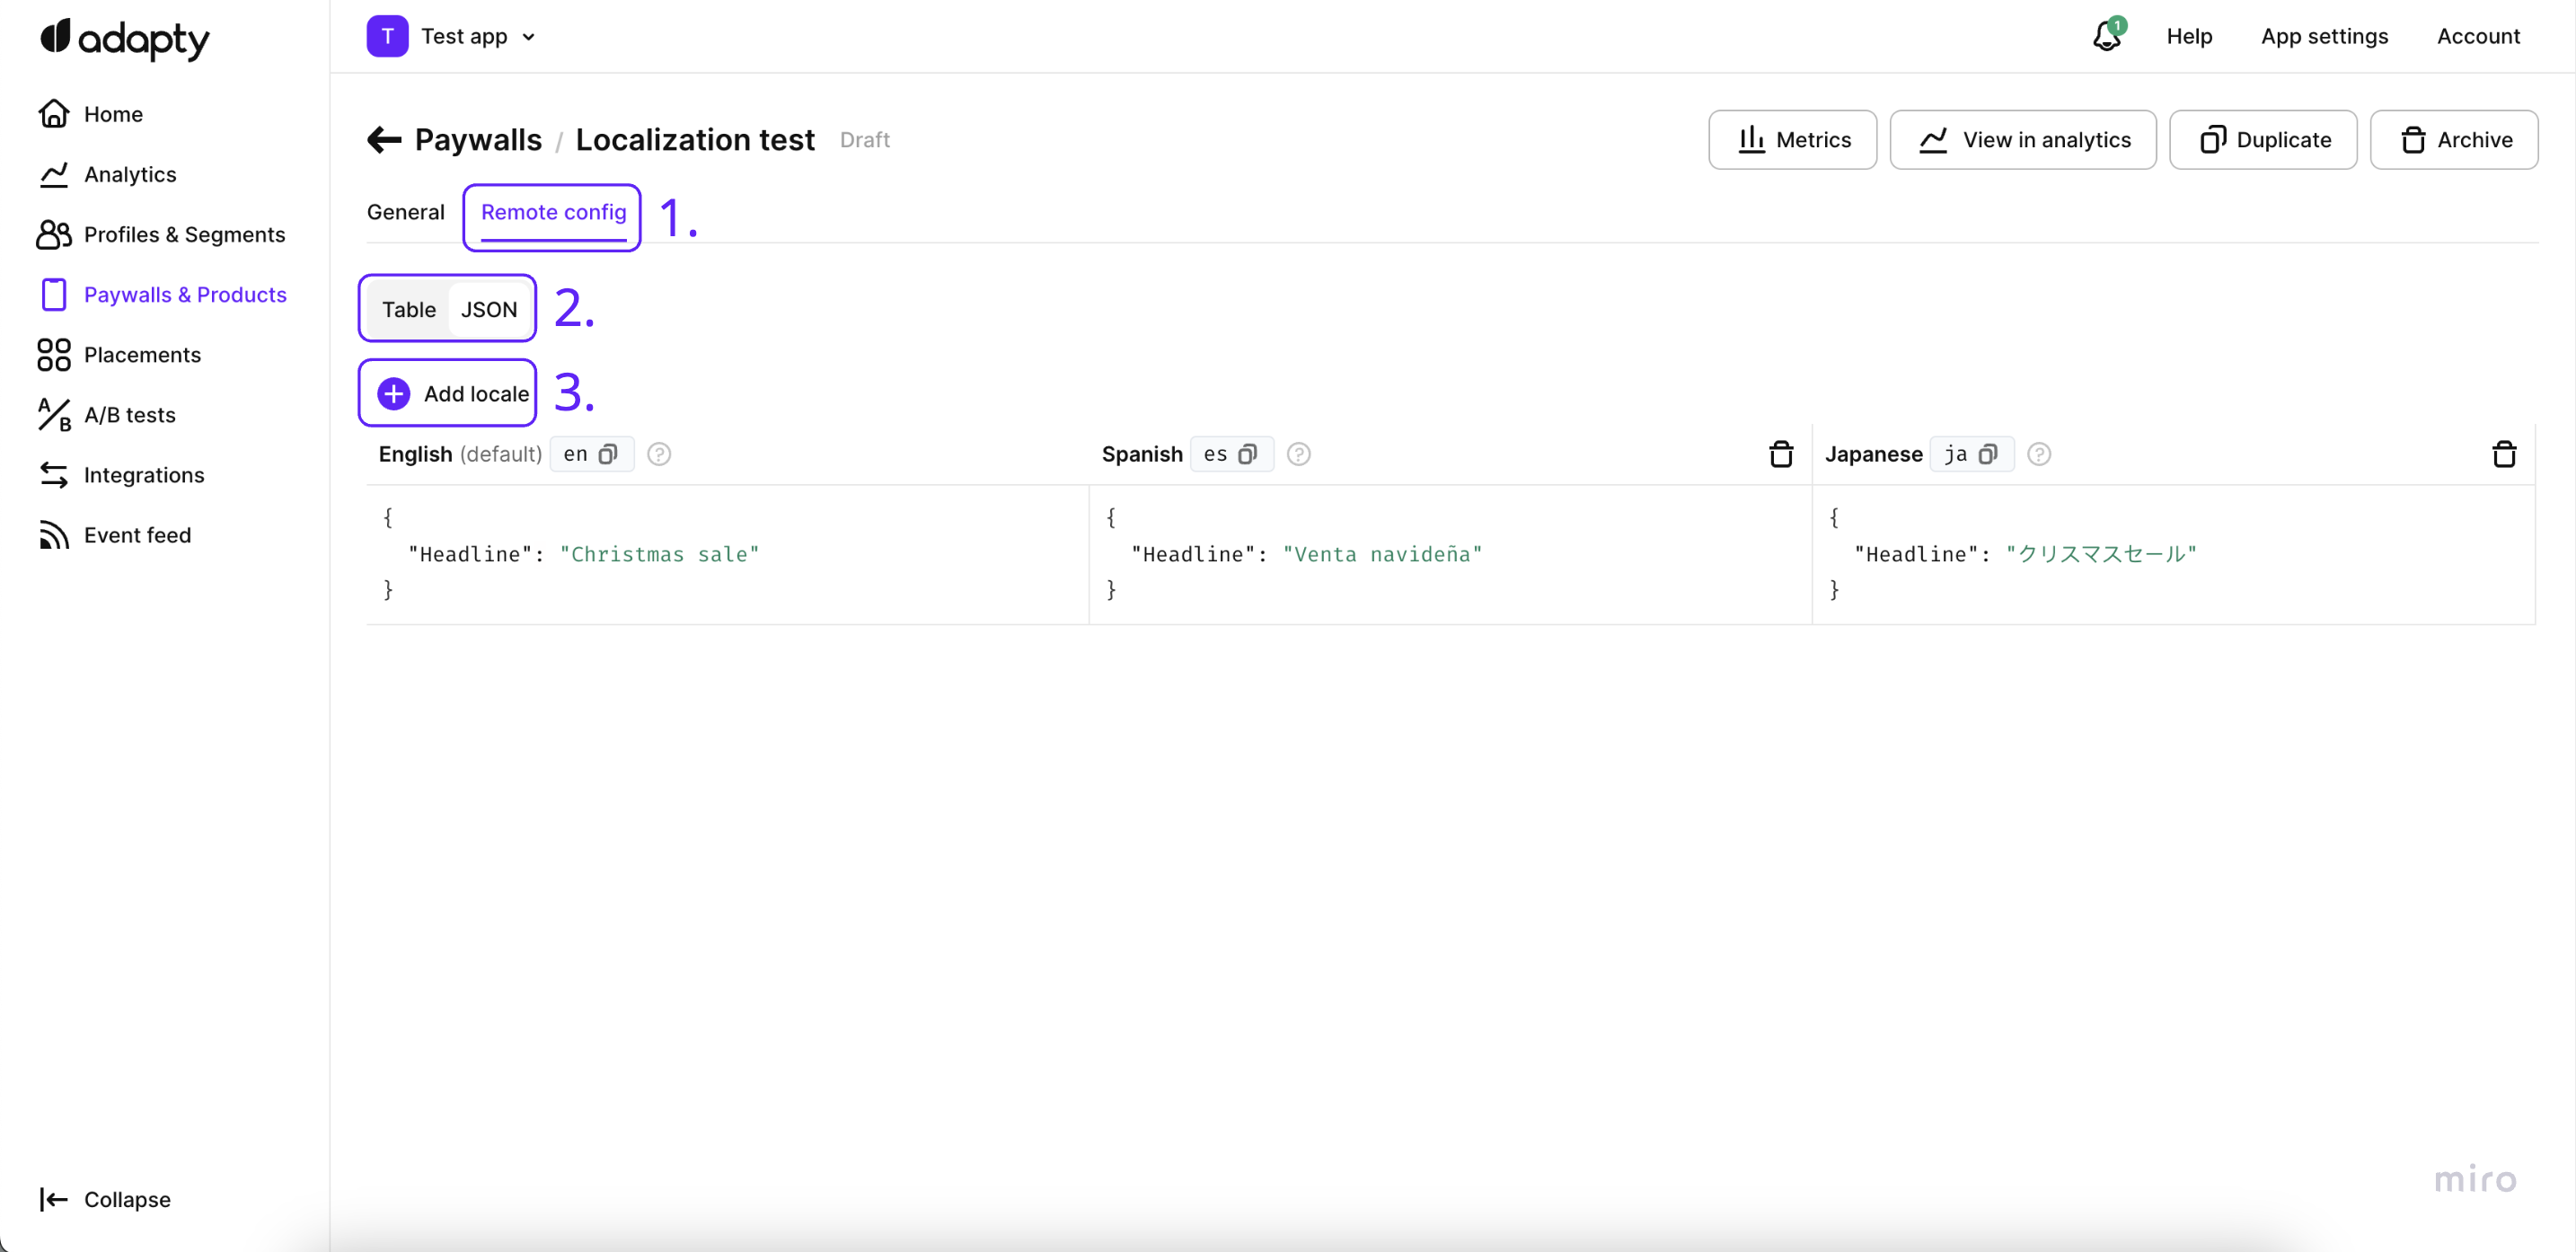 adapty
T Test app
1
Help
App settings
Account
Home
Analytics
Profiles & Segments
Paywalls & Products
Placements
A/B tests
Integrations
Event feed
Collapse
Paywalls / Localization test Draft
Metrics
View in analytics
Duplicate
Archive
General
Remote config
1.
Table
JSON
2.
Add locale
3.
English (default) en ?
{
"Headline": "Christmas sale"
}
Spanish es ?
{
"Headline": "Venta navideña"
}
Japanese ja ?
{
"Headline": "クリスマスセール"
}
miro